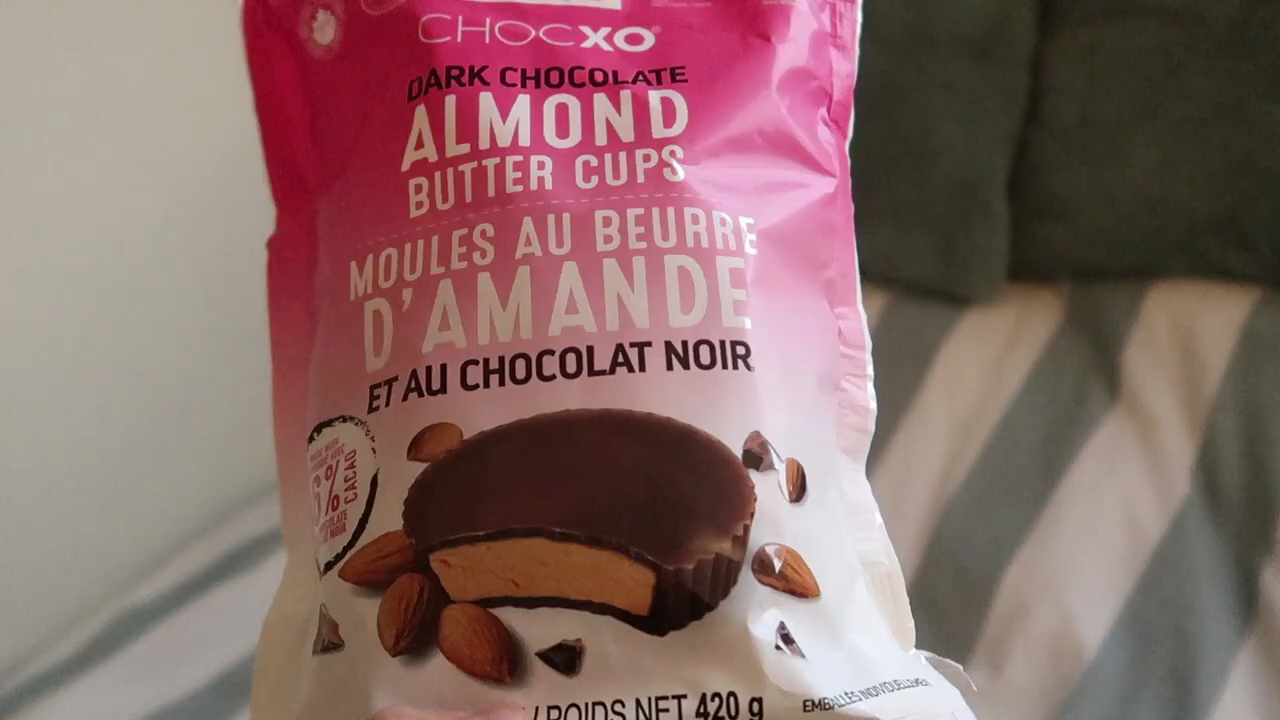 CHOCXO
DARK CHOCOLATE
ALMOND
BUTTER CUPS
MOULES AU BEURRE
D'AMANDE
ET AU CHOCOLAT NOIR
6%
CACAO
/ POIDS NET 420 g
EMBALLÉS INDIVIDUELLEMENT